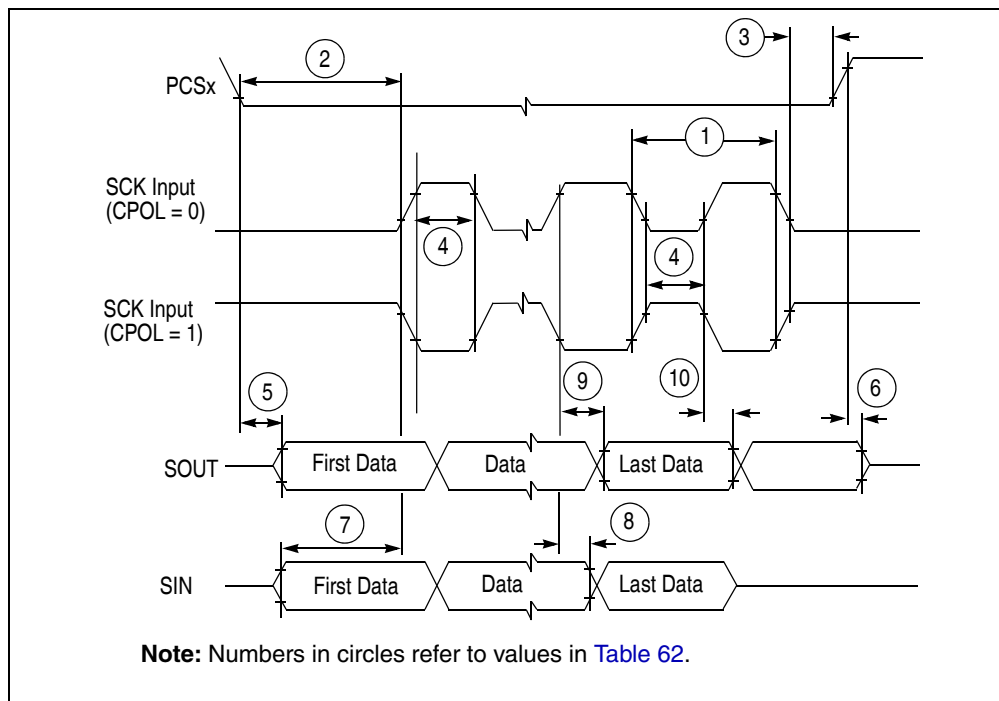 3
2
PCSx
1
SCK Input
(CPOL = 0)
4
4
SCK Input
(CPOL = 1)
5
9
10
6
SOUT
First Data
Data
Last Data
7
8
SIN
First Data
Data
Last Data
Note: Numbers in circles refer to values in Table 62.